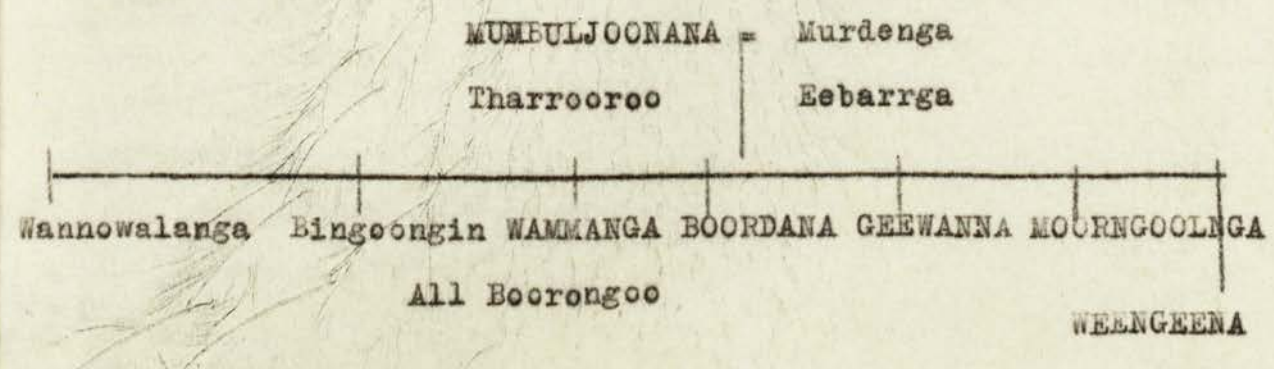 MUMBULJOONANA = Murdenga
Tharrooroo Eebarrga
Wannowalanga Bingoongin WAMMANGA BOORDANA GEEWANNA MOORNGOOLNGA
All Boorongoo
WEENGEENA